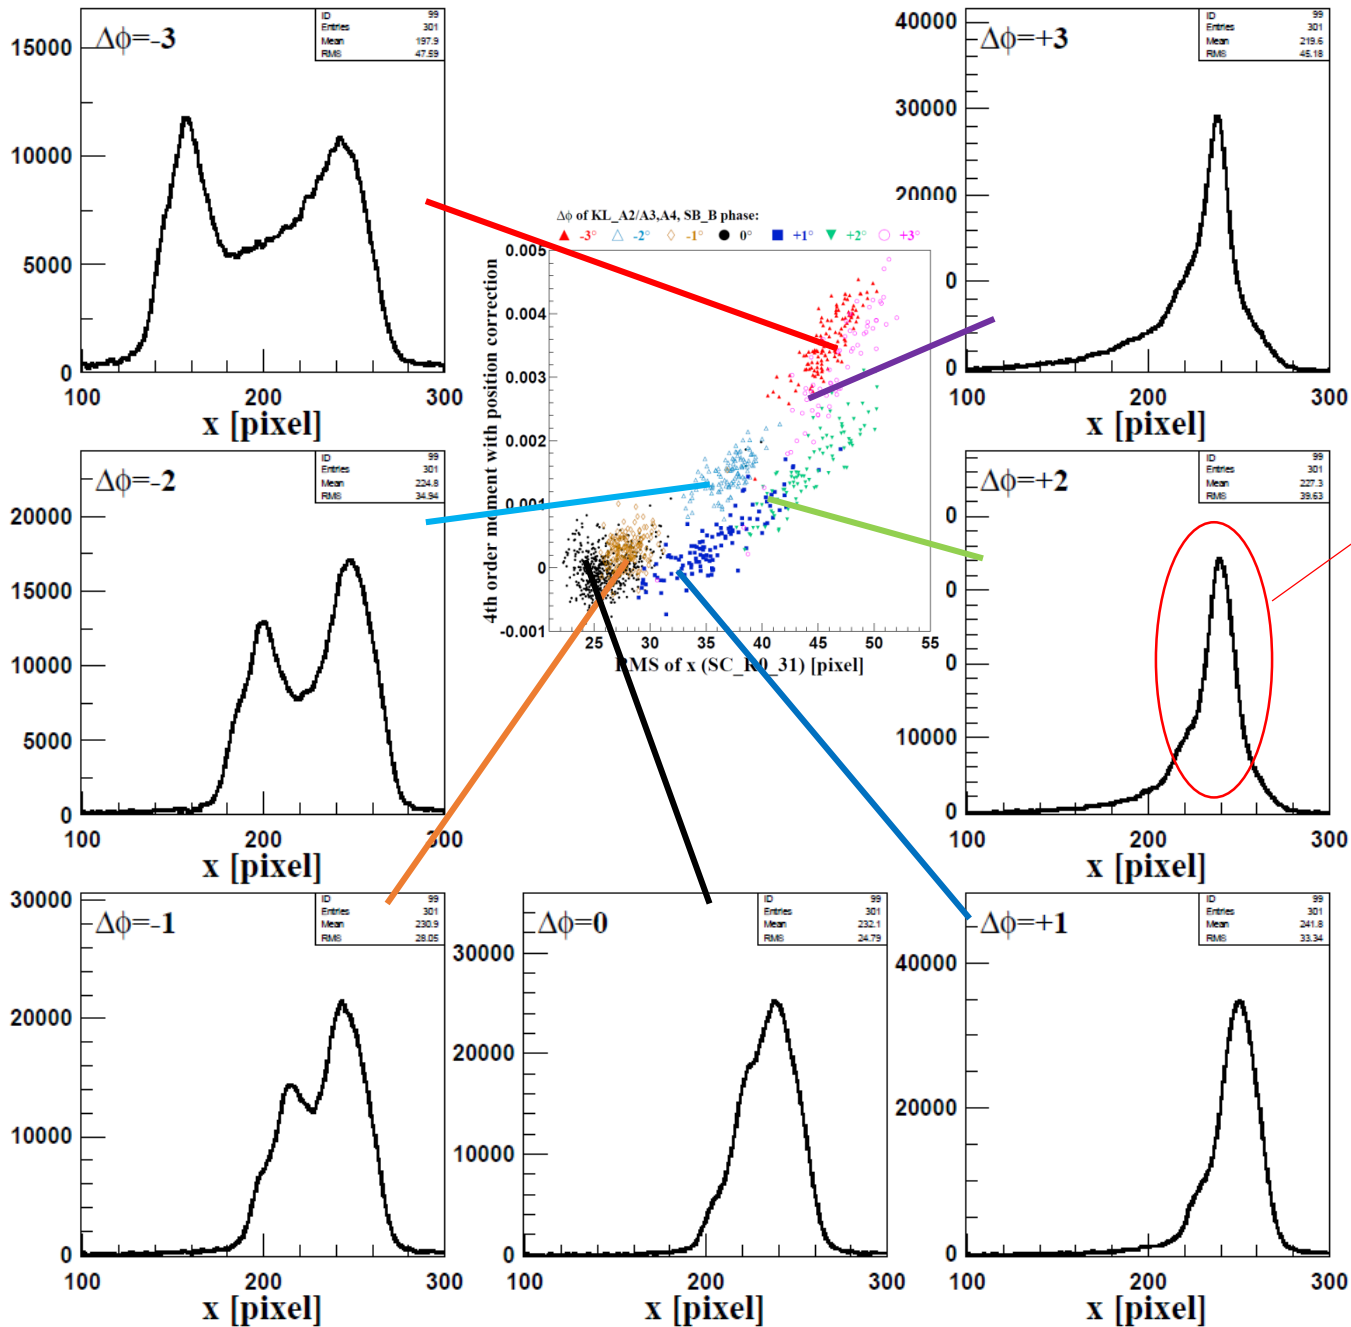 Δϕ=-3
ID 99
Entries 301
Mean 197.9
RMS 47.59
15000
10000
5000
0
100 200 300
x [pixel]
Δϕ=+3
ID 99
Entries 301
Mean 219.6
RMS 45.18
40000
30000
20000
0
0
100 200 300
x [pixel]
Δϕ of KL_A2/A3,A4, SB_B phase:
-3° -2° -1° 0° +1° +2° +3°
4th order moment with position correction
0.005
0.004
0.003
0.002
0.001
0
-0.001
25 30 35 40 45 50 55
RMS of x (SC_R0_31) [pixel]
Δϕ=-2
ID 99
Entries 301
Mean 224.8
RMS 34.94
20000
15000
10000
5000
0
100 200 300
x [pixel]
Δϕ=+2
ID 99
Entries 301
Mean 227.3
RMS 39.63
0
0
0
10000
0
100 200 300
x [pixel]
Δϕ=-1
ID 99
Entries 301
Mean 230.9
RMS 28.05
30000
20000
10000
0
100 200 300
x [pixel]
Δϕ=0
ID 99
Entries 301
Mean 232.1
RMS 24.79
30000
20000
10000
0
100 200 300
x [pixel]
Δϕ=+1
ID 99
Entries 301
Mean 241.8
RMS 33.34
40000
20000
0
100 200 300
x [pixel]